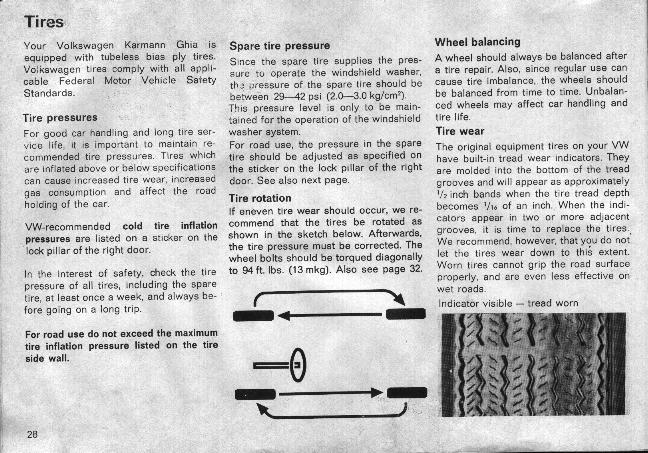 Tires
Your Volkswagen Karmann Ghia is
equipped with tubeless bias ply tires.
Volkswagen tires comply with all appli-
cable Federal Motor Vehicle Safety
Standards.
Tire pressures
For good car handling and long tire ser-
vice life, it is important to maintain re-
commended tire pressures. Tires which
are inflated above or below specifications
can cause increased tire wear, increased
gas consumption and affect the road
holding of the car.
VW-recommended cold tire inflation
pressures are listed on a sticker on the
lock pillar of the right door.
In the interest of safety, check the tire
pressure of all tires, including the spare
tire, at least once a week, and always be-
fore going on a long trip.
For road use do not exceed the maximum
tire inflation pressure listed on the tire
side wall.
28
Spare tire pressure
Since the spare tire supplies the pres-
sure to operate the windshield washer,
the pressure of the spare tire should be
between 29—42 psi (2.0—3.0 kg/cm²).
This pressure level is only to be main-
tained for the operation of the windshield
washer system.
For road use, the pressure in the spare
tire should be adjusted as specified on
the sticker on the lock pillar of the right
door. See also next page.
Tire rotation
If uneven tire wear should occur, we re-
commend that the tires be rotated as
shown in the sketch below. Afterwards,
the tire pressure must be corrected. The
wheel bolts should be torqued diagonally
to 94 ft. lbs. (13 mkg). Also see page 32.
Wheel balancing
A wheel should always be balanced after
a tire repair. Also, since regular use can
cause tire imbalance, the wheels should
be balanced from time to time. Unbalan-
ced wheels may affect car handling and
tire life.
Tire wear
The original equipment tires on your VW
have built-in tread wear indicators. They
are molded into the bottom of the tread
grooves and will appear as approximately
1/2 inch bands when the tire tread depth
becomes 1/16 of an inch. When the indi-
cators appear in two or more adjacent
grooves, it is time to replace the tires.
We recommend, however, that you do not
let the tires wear down to this extent.
Worn tires cannot grip the road surface
properly, and are even less effective on
wet roads.
Indicator visible — tread worn